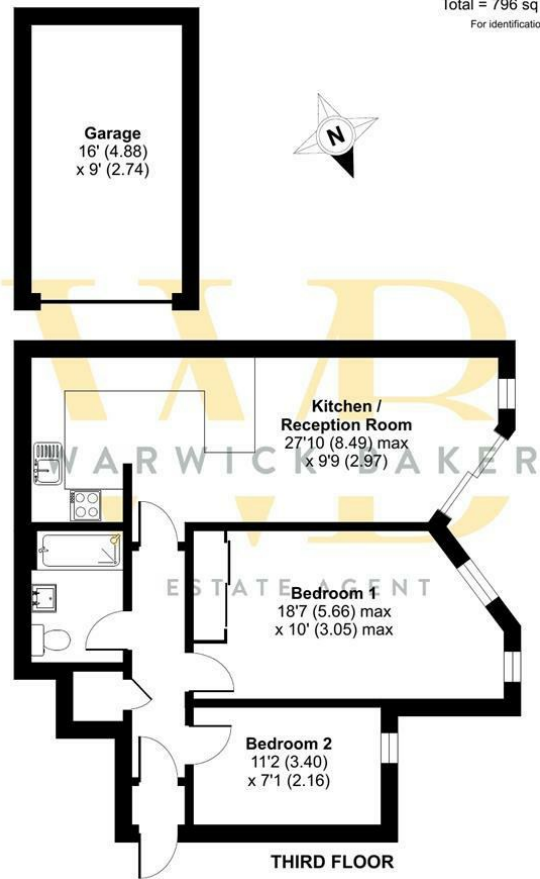 Total = 796 sq
For identificatio
Garage
16' (4.88)
x 9' (2.74)
N
WB
Kitchen /
Reception Room
27'10 (8.49) max
x 9'9 (2.97)
WARWICK BAKER
ESTATE AGENT
Bedroom 1
18'7 (5.66) max
x 10' (3.05) max
Bedroom 2
11'2 (3.40)
x 7'1 (2.16)
THIRD FLOOR